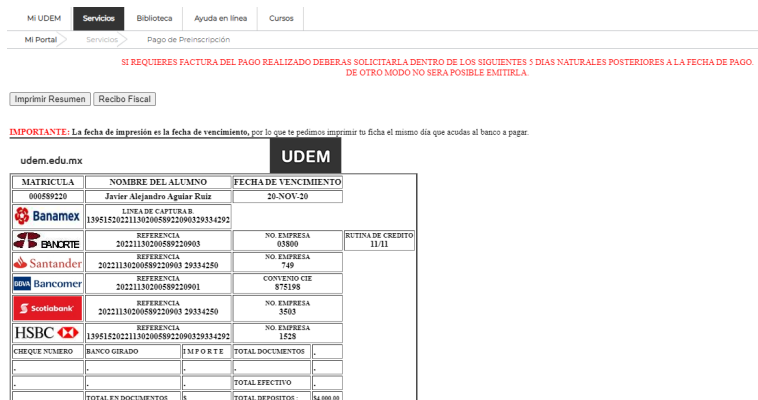 Mi UDEM Servicios Biblioteca Ayuda en línea Cursos
Mi Portal Servicios Pago de Preinscripción
SI REQUIERES FACTURA DEL PAGO REALIZADO DEBERAS SOLICITARLA DENTRO DE LOS SIGUIENTES 5 DIAS NATURALES POSTERIORES A LA FECHA DE PAGO.
DE OTRO MODO NO SERA POSIBLE EMITIRLA.
Imprimir Resumen Recibo Fiscal
IMPORTANTE: La fecha de impresión es la fecha de vencimiento, por lo que te pedimos imprimir tu ficha el mismo día que acudas al banco a pagar.
udem.edu.mx UDEM
MATRICULA NOMBRE DEL ALUMNO FECHA DE VENCIMIENTO
000589220 Javier Alejandro Aguiar Ruiz 20-NOV-20
Banamex LINEA DE CAPTURA B.
1395152022113020058922090329334292
BANORTE REFERENCIA NO. EMPRESA RUTINA DE CREDITO
20221130200589220903 03800 11/11
Santander REFERENCIA NO. EMPRESA
20221130200589220903 29334250 749
BBVA Bancomer REFERENCIA CONVENIO CIE
20221130200589220901 875198
Scotiabank REFERENCIA NO. EMPRESA
20221130200589220903 29334250 3503
HSBC REFERENCIA NO. EMPRESA
1395152022113020058922090329334292 1528
CHEQUE NUMERO BANCO GIRADO I M P O R T E TOTAL DOCUMENTOS .
. . . .
. . . TOTAL EFECTIVO .
TOTAL EN DOCUMENTOS $ TOTAL DEPOSITOS : $4,000.00